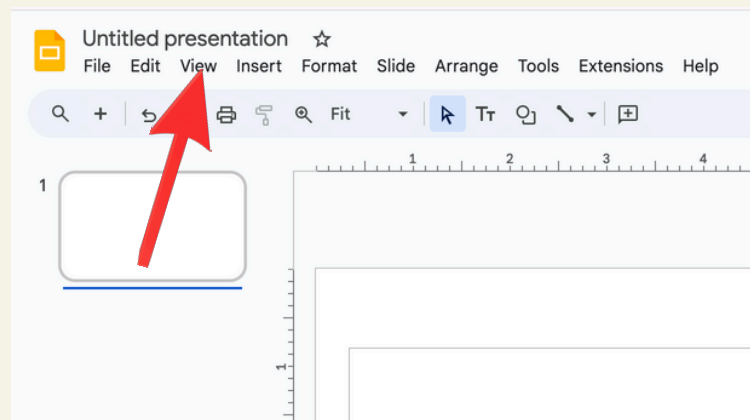 Untitled presentation
File Edit View Insert Format Slide Arrange Tools Extensions Help
Tt Fit
1 2 3 4
1
1